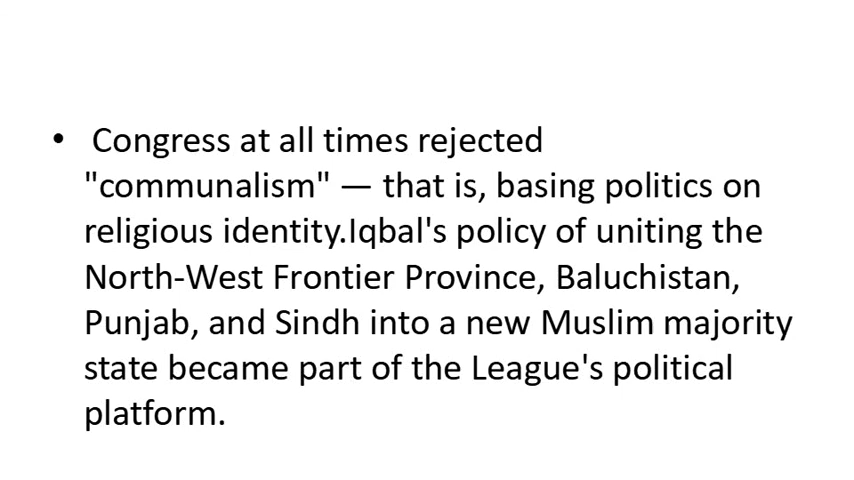 • Congress at all times rejected
"communalism" — that is, basing politics on
religious identity.Iqbal's policy of uniting the
North-West Frontier Province, Baluchistan,
Punjab, and Sindh into a new Muslim majority
state became part of the League's political
platform.